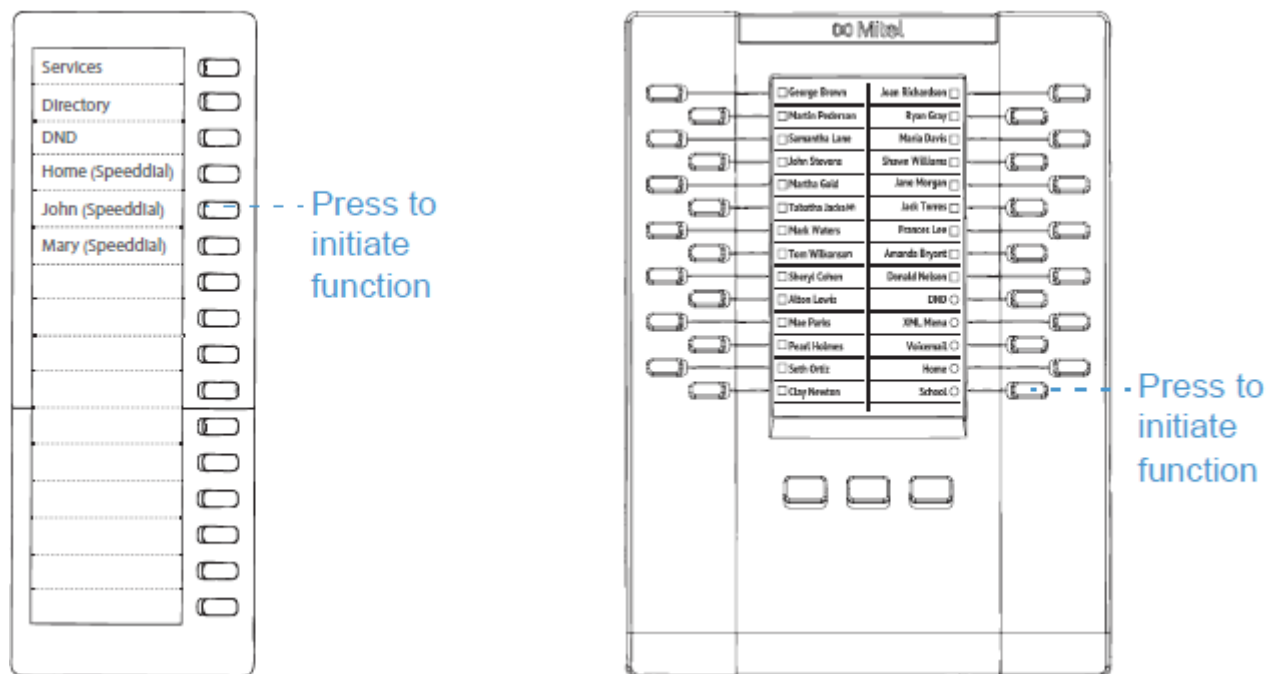 Services
Directory
DND
Home (Speeddial)
John (Speeddial)
Mary (Speeddial)
Press to
initiate
function
Mitel
George Brown
Jean Richardson
Martin Pedersen
Ryan Gray
Samantha Lane
Maria Davis
John Stevens
Shawn Williams
Martha Gold
Jane Morgan
Tabatha
Jack Torres
Mark Waters
Frances Lee
Tom Wilkerson
Amanda Bryant
Sheryl Cohen
Donald Nelson
Alton Lewis
DND
Mae Parks
XML Menu
Pearl Holmes
Voicemail
Seth Ortiz
Home
Clay Newton
School
Press to
initiate
function